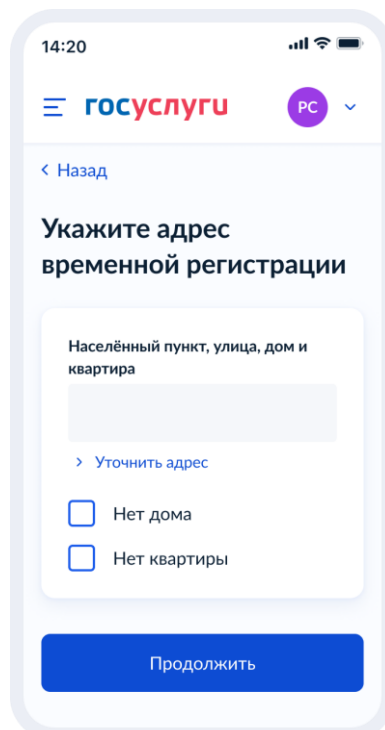 14:20
госуслуги
РС
Назад
Укажите адрес
временной регистрации
Населённый пункт, улица, дом и
квартира
Уточнить адрес
Нет дома
Нет квартиры
Продолжить